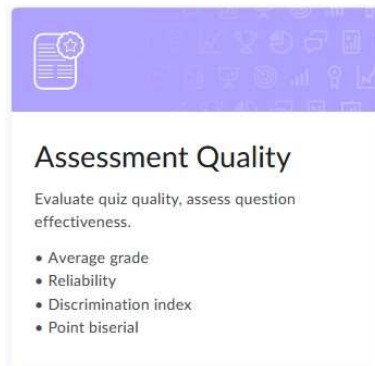 Assessment Quality
Evaluate quiz quality, assess question
effectiveness.
• Average grade
• Reliability
• Discrimination index
• Point biserial